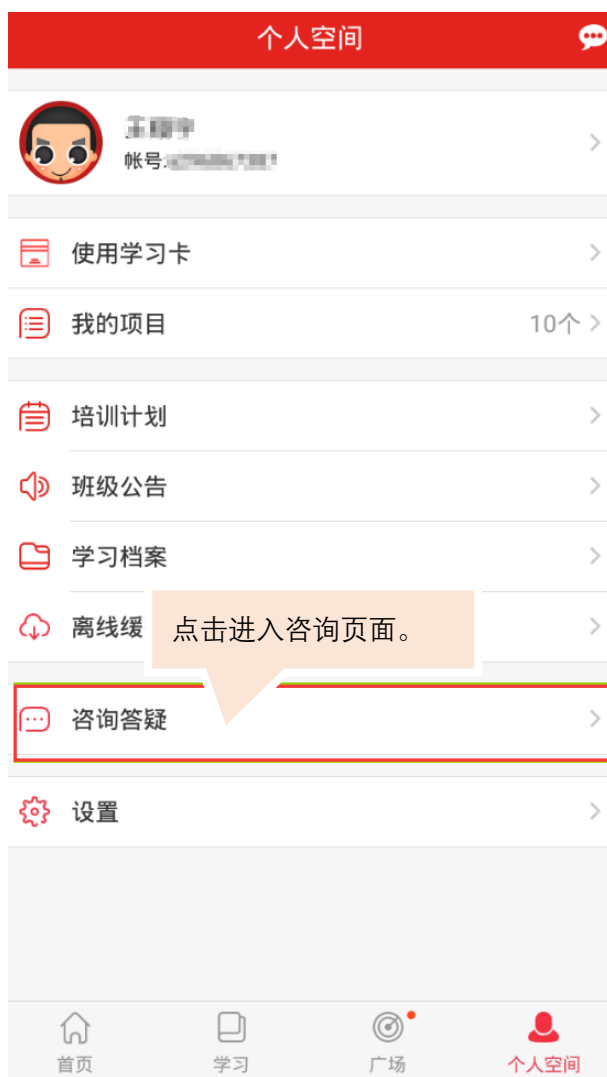 个人空间
帐号:
使用学习卡
我的项目
10个
培训计划
班级公告
学习档案
离线缓
点击进入咨询页面。
咨询答疑
设置
首页
学习
广场
个人空间